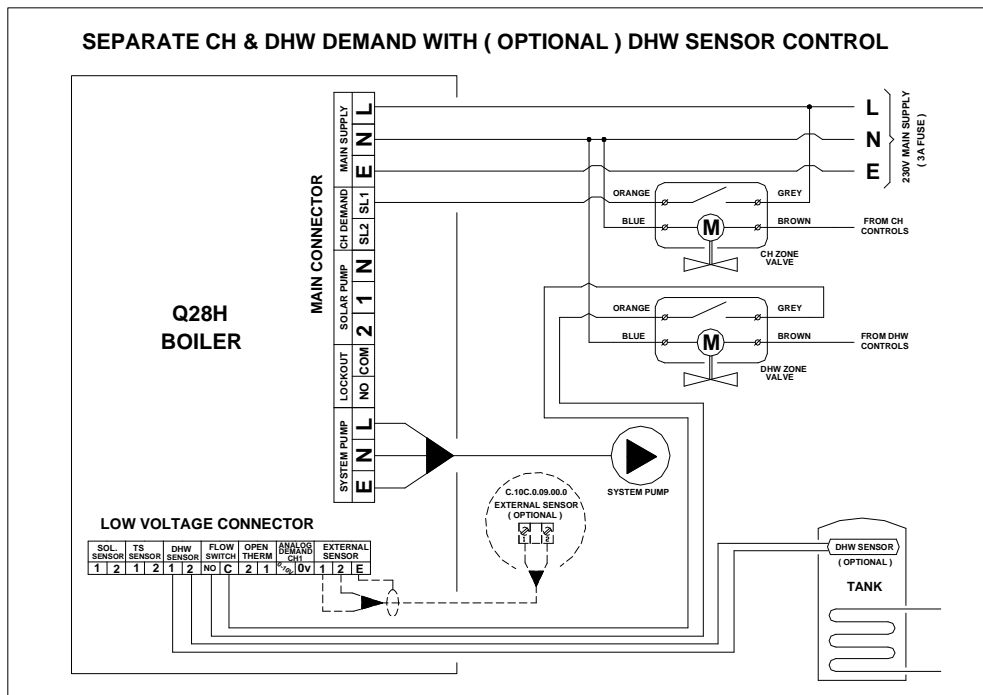 SEPARATE CH & DHW DEMAND WITH ( OPTIONAL ) DHW SENSOR CONTROL
MAIN CONNECTOR
MAIN SUPPLY
L
N
E
CH DEMAND
SL1
SL2
SOLAR PUMP
N
1
2
LOCKOUT
COM
NO
SYSTEM PUMP
L
N
E
L
N
E
230V MAIN SUPPLY
( 3A FUSE )
ORANGE
GREY
BLUE
M
BROWN
FROM CH
CONTROLS
CH ZONE
VALVE
ORANGE
GREY
BLUE
M
BROWN
FROM DHW
CONTROLS
DHW ZONE
VALVE
Q28H
BOILER
SYSTEM PUMP
C.10C.0.09.00.0
EXTERNAL SENSOR
( OPTIONAL )
1 2
LOW VOLTAGE CONNECTOR
SOL. SENSOR
TS SENSOR
DHW SENSOR
FLOW SWITCH
OPEN THERM
ANALOG DEMAND CH1
EXTERNAL SENSOR
1 2 1 2 1 2 NO C 2 1 0-10V 0v 1 2 E
DHW SENSOR
( OPTIONAL )
TANK